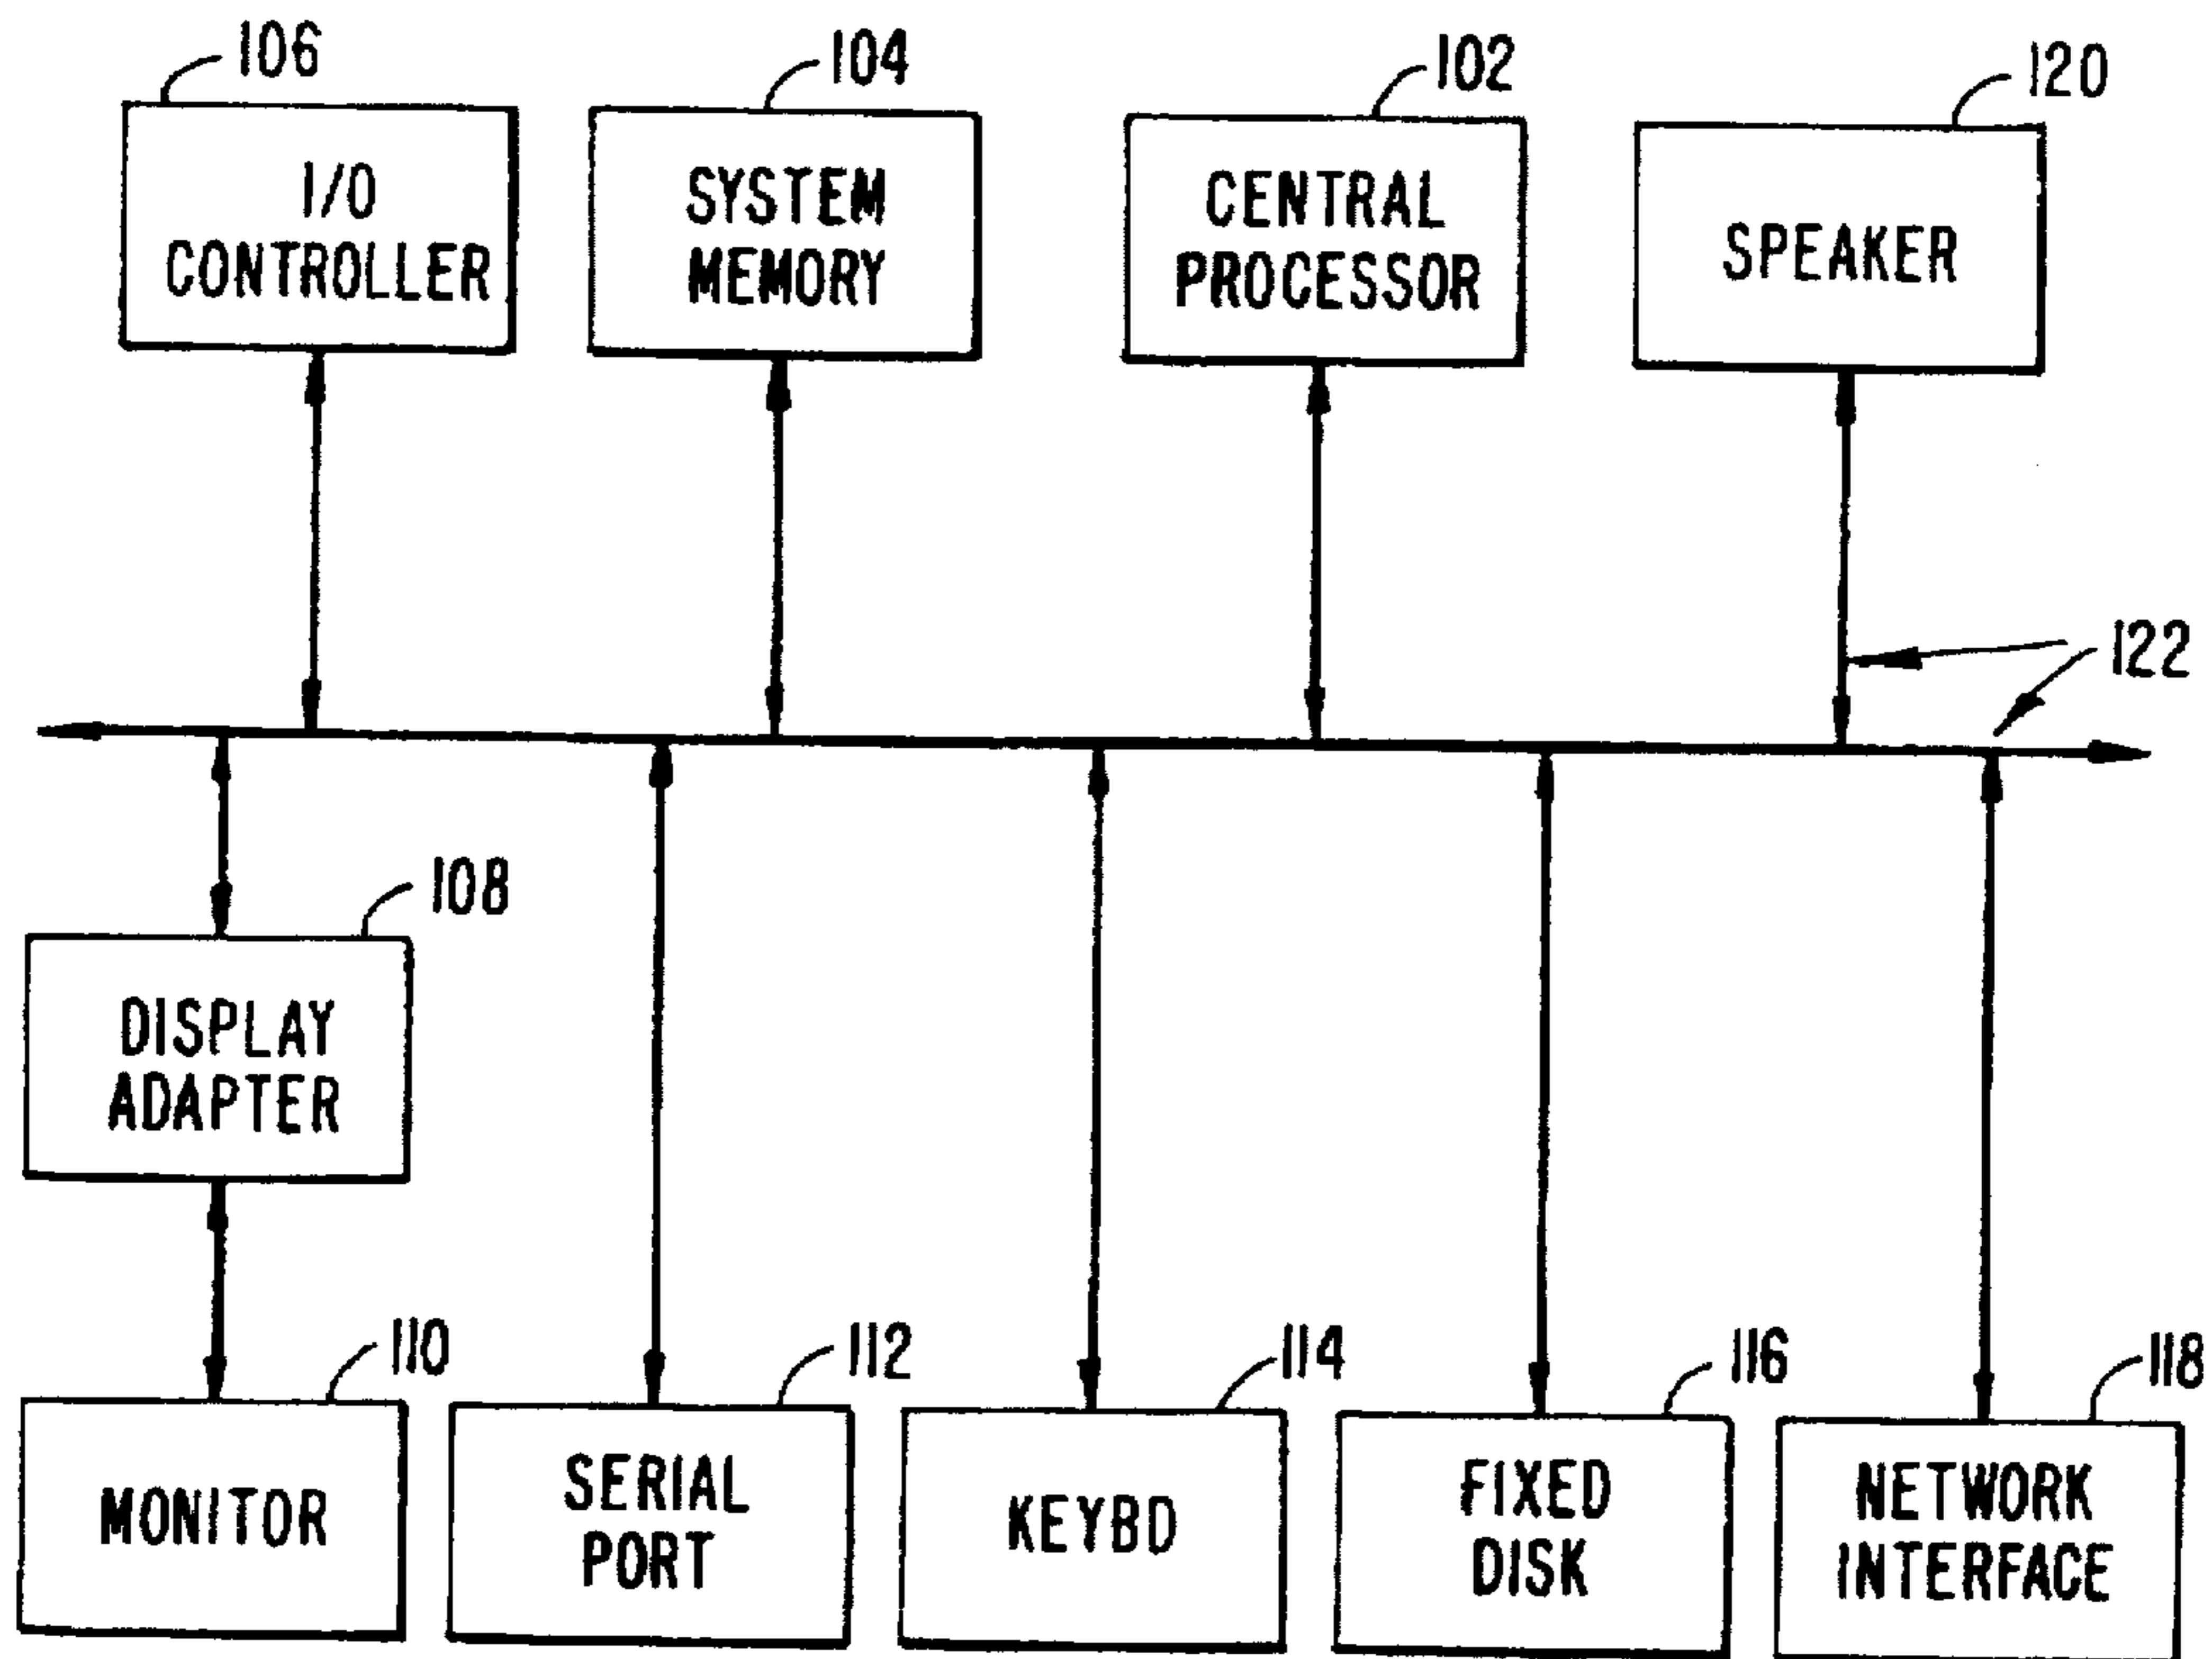 106
104
102
120
I/O
CONTROLLER
SYSTEM
MEMORY
CENTRAL
PROCESSOR
SPEAKER
122
108
DISPLAY
ADAPTER
110
112
114
116
118
MONITOR
SERIAL
PORT
KEYBD
FIXED
DISK
NETWORK
INTERFACE